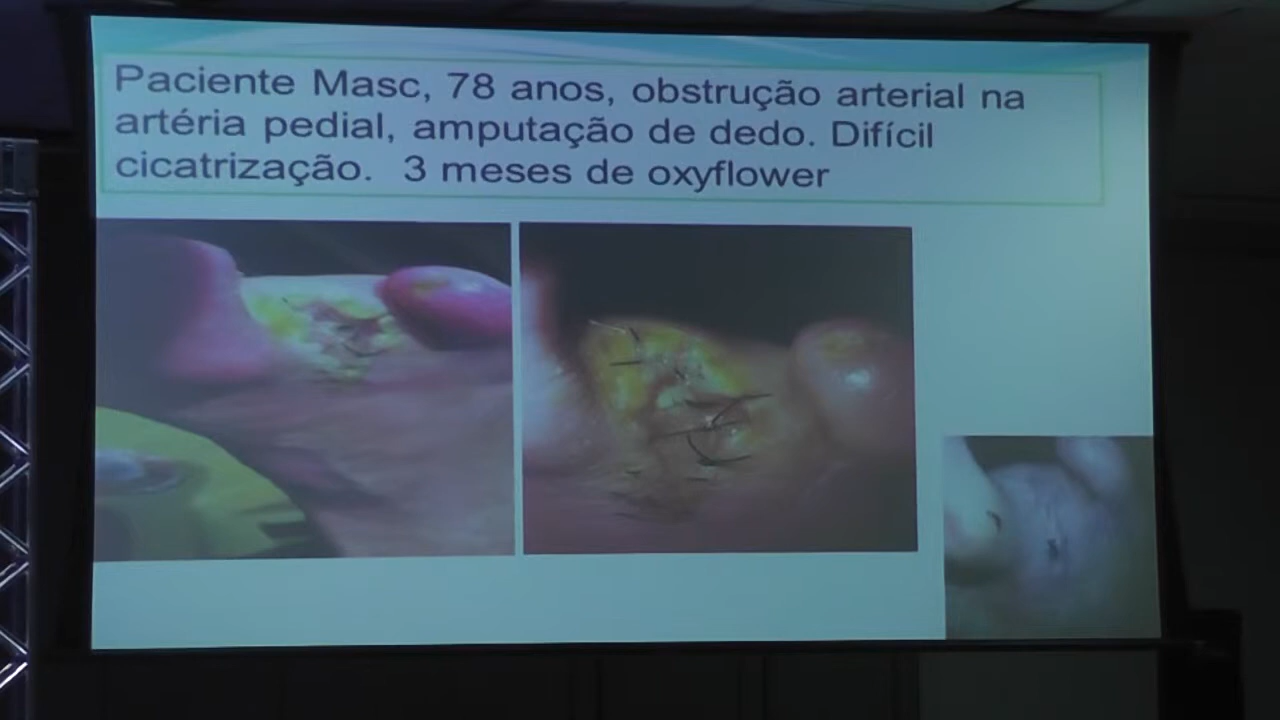 Paciente Masc, 78 anos, obstrução arterial na
artéria pedial, amputação de dedo. Difícil
cicatrização. 3 meses de oxyflower